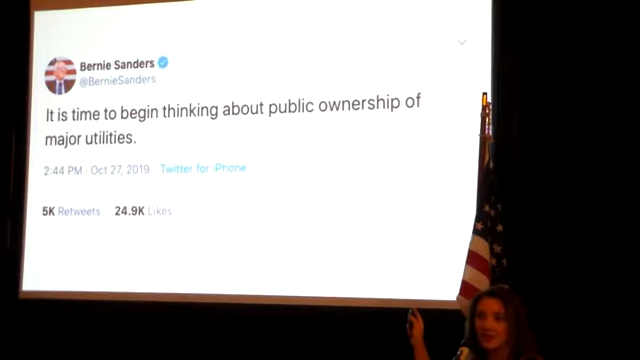 Bernie Sanders
@BernieSanders
It is time to begin thinking about public ownership of
major utilities.
2:44 PM · Oct 27, 2019 · Twitter for iPhone
5K Retweets 24.9K Likes